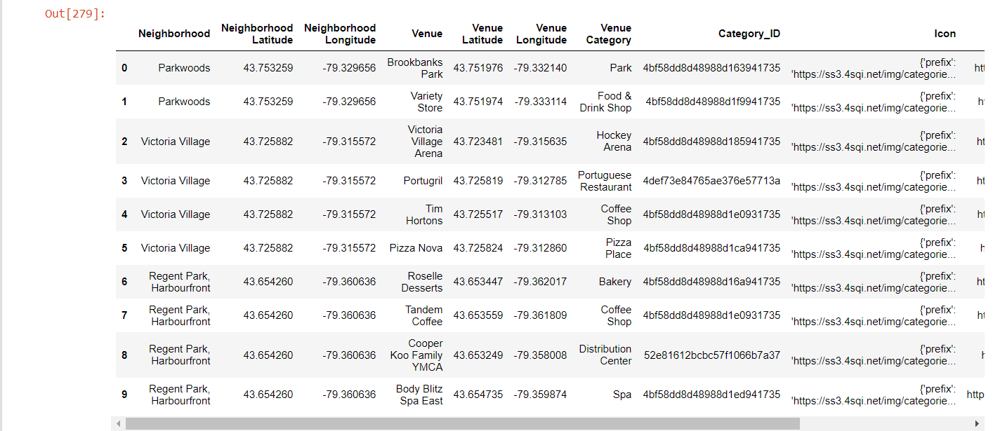 Out[279]:
Neighborhood Neighborhood Latitude Neighborhood Longitude Venue Venue Latitude Venue Longitude Venue Category Category_ID Icon
0 Parkwoods 43.753259 -79.329656 Brookbanks Park 43.751976 -79.332140 Park 4bf58dd8d48988d163941735 {'prefix': 'https://ss3.4sqi.net/img/categorie... htt
1 Parkwoods 43.753259 -79.329656 Variety Store 43.751974 -79.333114 Food & Drink Shop 4bf58dd8d48988d1f9941735 {'prefix': 'https://ss3.4sqi.net/img/categorie...
2 Victoria Village 43.725882 -79.315572 Victoria Village Arena 43.723481 -79.315635 Hockey Arena 4bf58dd8d48988d185941735 {'prefix': 'https://ss3.4sqi.net/img/categorie...
3 Victoria Village 43.725882 -79.315572 Portugril 43.725819 -79.312785 Portuguese Restaurant 4def73e84765ae376e57713a {'prefix': 'https://ss3.4sqi.net/img/categorie...
4 Victoria Village 43.725882 -79.315572 Tim Hortons 43.725517 -79.313103 Coffee Shop 4bf58dd8d48988d1e0931735 {'prefix': 'https://ss3.4sqi.net/img/categorie...
5 Victoria Village 43.725882 -79.315572 Pizza Nova 43.725824 -79.312860 Pizza Place 4bf58dd8d48988d1ca941735 {'prefix': 'https://ss3.4sqi.net/img/categorie...
6 Regent Park, Harbourfront 43.654260 -79.360636 Roselle Desserts 43.653447 -79.362017 Bakery 4bf58dd8d48988d16a941735 {'prefix': 'https://ss3.4sqi.net/img/categorie...
7 Regent Park, Harbourfront 43.654260 -79.360636 Tandem Coffee 43.653559 -79.361809 Coffee Shop 4bf58dd8d48988d1e0931735 {'prefix': 'https://ss3.4sqi.net/img/categorie...
8 Regent Park, Harbourfront 43.654260 -79.360636 Cooper Koo Family YMCA 43.653249 -79.358008 Distribution Center 52e81612bcbc57f1066b7a37 {'prefix': 'https://ss3.4sqi.net/img/categorie...
9 Regent Park, Harbourfront 43.654260 -79.360636 Body Blitz Spa East 43.654735 -79.359874 Spa 4bf58dd8d48988d1ed941735 {'prefix': 'https://ss3.4sqi.net/img/categorie... http